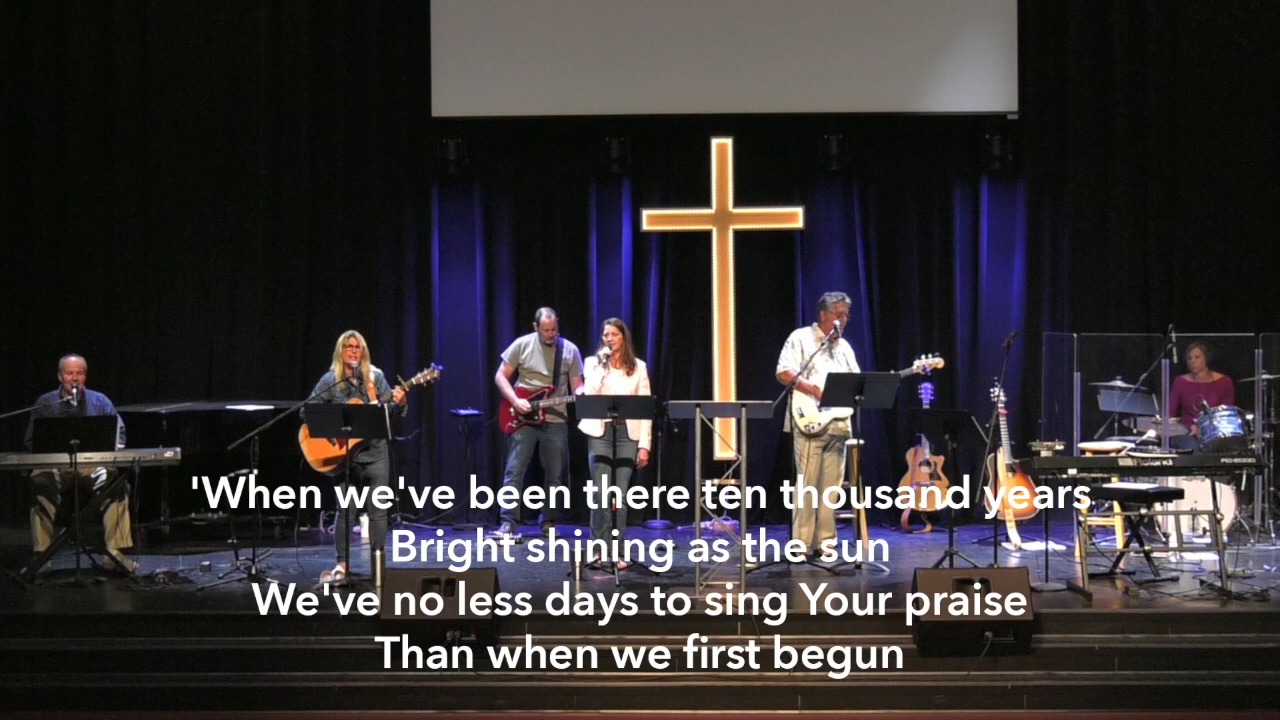 'When we've been there ten thousand years
Bright shining as the sun
We've no less days to sing Your praise
Than when we first begun